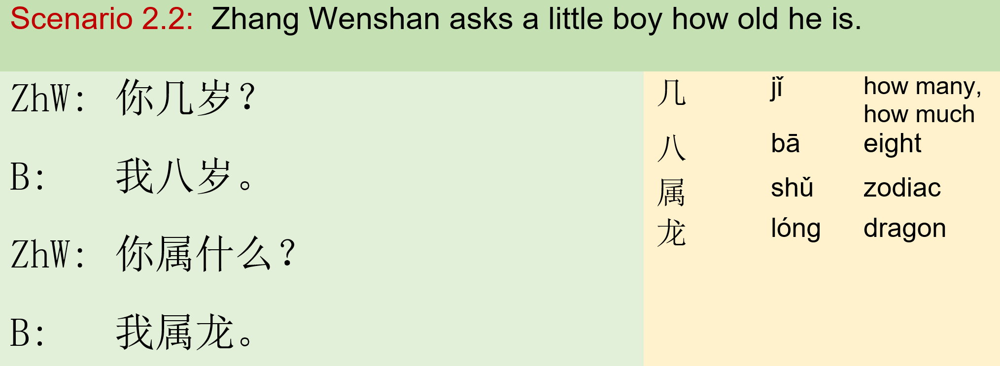 Scenario 2.2: Zhang Wenshan asks a little boy how old he is.
ZhW: 你几岁？
B: 我八岁。
ZhW: 你属什么？
B: 我属龙。
几 jǐ how many,
how much
八 bā eight
属 shǔ zodiac
龙 lóng dragon